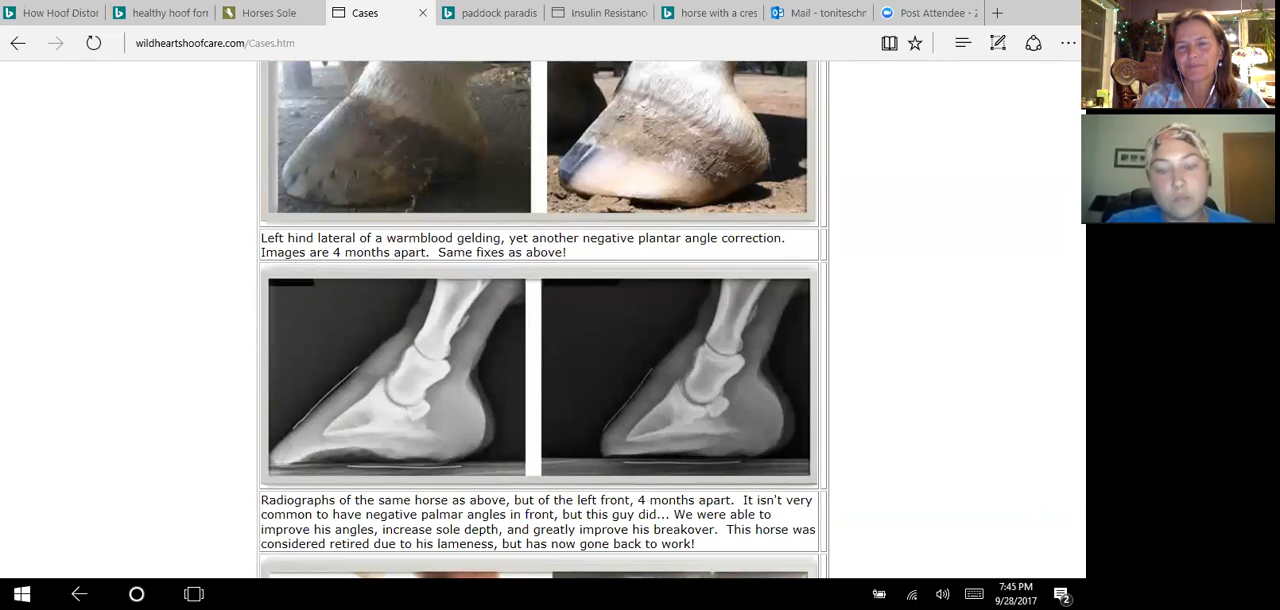 How Hoof Distor
healthy hoof form
Horses Sole
Cases
paddock paradis
Insulin Resistanc
horse with a cres
Mail - toniteschr
Post Attendee - Z
wildheartshoofcare.com/Cases.htm
Left hind lateral of a warmblood gelding, yet another negative plantar angle correction.
Images are 4 months apart.  Same fixes as above!
Radiographs of the same horse as above, but of the left front, 4 months apart.  It isn't very
common to have negative palmar angles in front, but this guy did... We were able to
improve his angles, increase sole depth, and greatly improve his breakover.  This horse was
considered retired due to his lameness, but has now gone back to work!
7:45 PM
9/28/2017
2